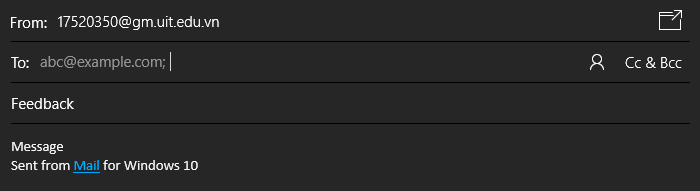 From: 17520350@gm.uit.edu.vn
To: abc@example.com; Cc & Bcc
Feedback
Message
Sent from Mail for Windows 10